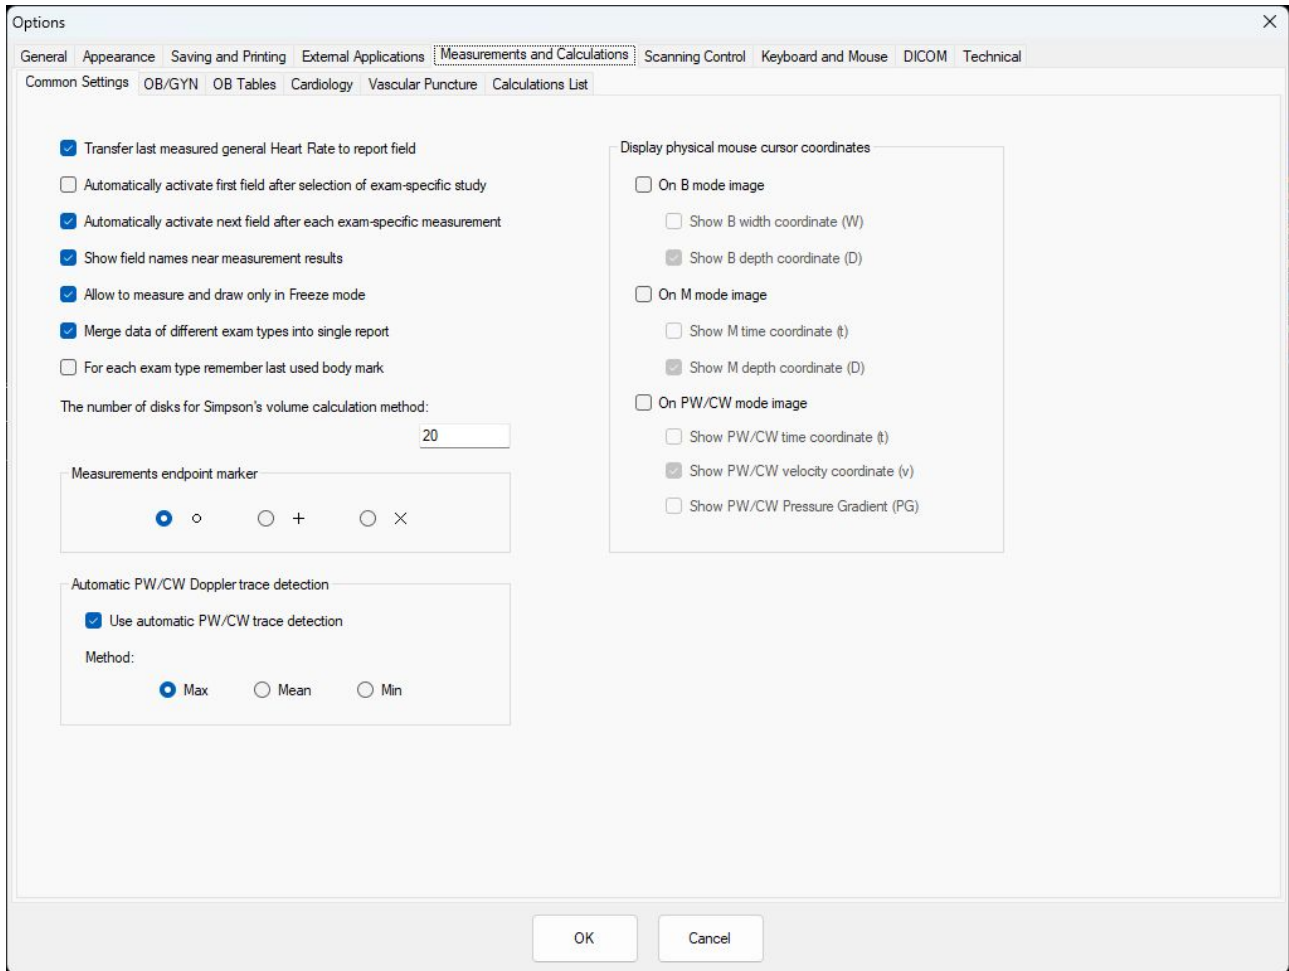 Options
General Appearance Saving and Printing External Applications Measurements and Calculations Scanning Control Keyboard and Mouse DICOM Technical
Common Settings OB/GYN OB Tables Cardiology Vascular Puncture Calculations List
Transfer last measured general Heart Rate to report field
Automatically activate first field after selection of exam-specific study
Automatically activate next field after each exam-specific measurement
Show field names near measurement results
Allow to measure and draw only in Freeze mode
Merge data of different exam types into single report
For each exam type remember last used body mark
The number of disks for Simpson's volume calculation method:
20
Measurements endpoint marker
Automatic PW/CW Doppler trace detection
Use automatic PW/CW trace detection
Method:
Max Mean Min
Display physical mouse cursor coordinates
On B mode image
Show B width coordinate (W)
Show B depth coordinate (D)
On M mode image
Show M time coordinate (t)
Show M depth coordinate (D)
On PW/CW mode image
Show PW/CW time coordinate (t)
Show PW/CW velocity coordinate (v)
Show PW/CW Pressure Gradient (PG)
OK Cancel